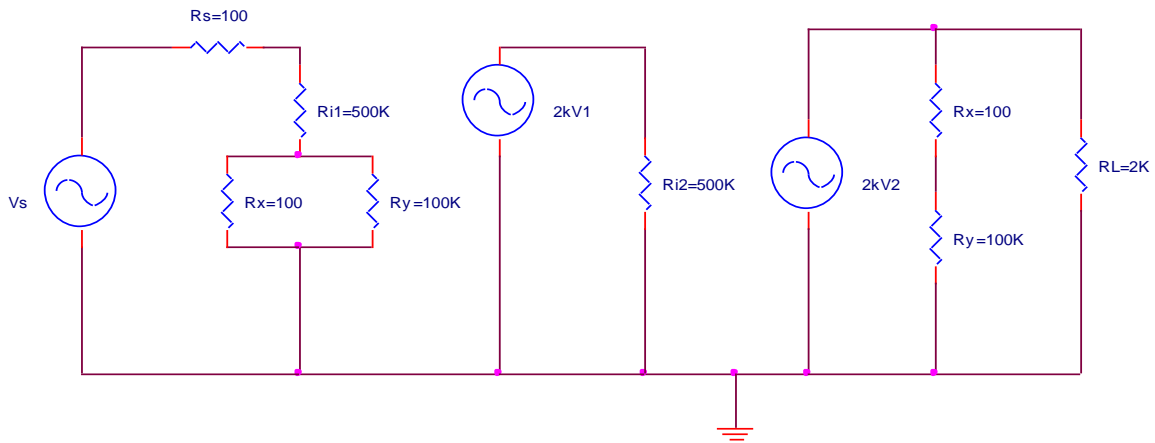 Rs=100
Ri1=500K
2kV1
Rx=100
RL=2K
Vs
Rx=100
Ry=100K
Ri2=500K
2kV2
Ry=100K